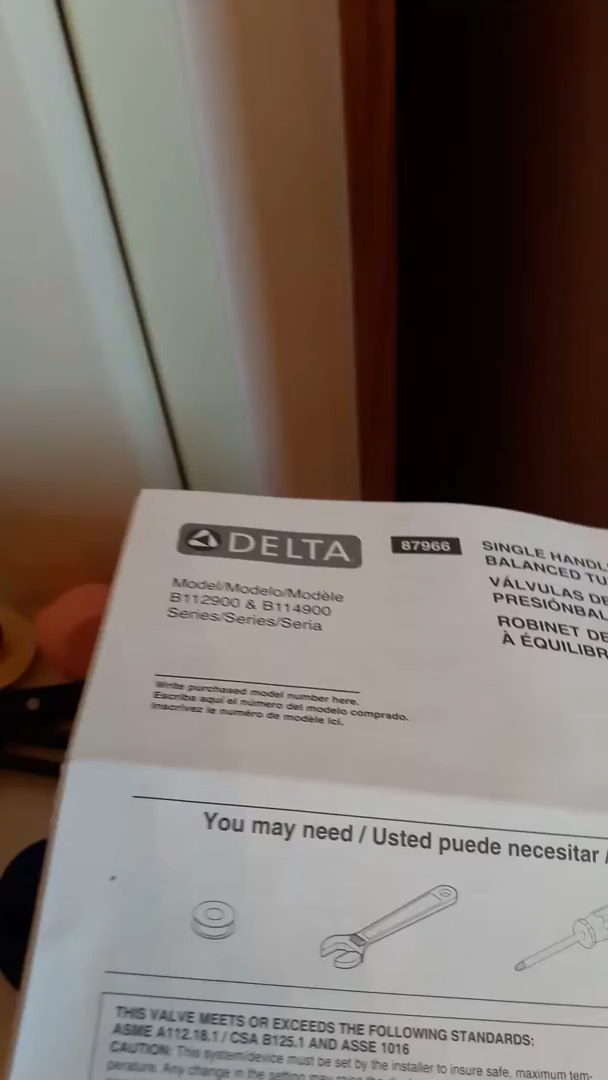 DELTA
87966
SINGLE HANDL
BALANCED TU
VÁLVULAS DE
PRESIÓNBAL
ROBINET DE
À ÉQUILIBR
Model/Modelo/Modèle
B112900 & B114900
Series/Series/Seria
Write purchased model number here.
Escriba aquí el número del modelo comprado.
Inscrivez le numéro de modèle ici.
You may need / Usted puede necesitar /
THIS VALVE MEETS OR EXCEEDS THE FOLLOWING STANDARDS:
ASME A112.18.1 / CSA B125.1 AND ASSE 1016
CAUTION: This system/device must be set by the installer to insure safe, maximum tem-
perature. Any change in the setting may raise the